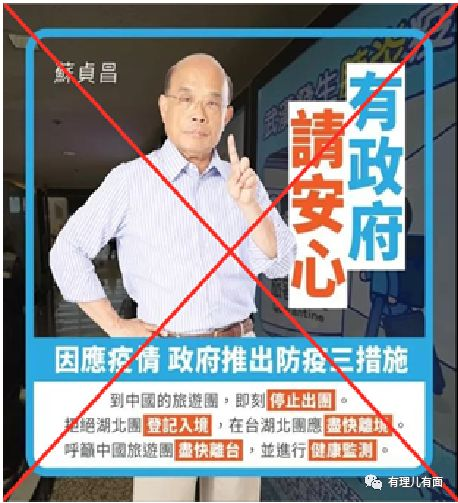 蘇貞昌
有政府
請安心
因應疫情 政府推出防疫三措施
到中國的旅遊團，即刻 停止出團。
拒絕湖北團 登記入境，在台湖北團應 盡快離境。
呼籲中國旅遊團 盡快離台，並進行 健康監測。
有理儿有面